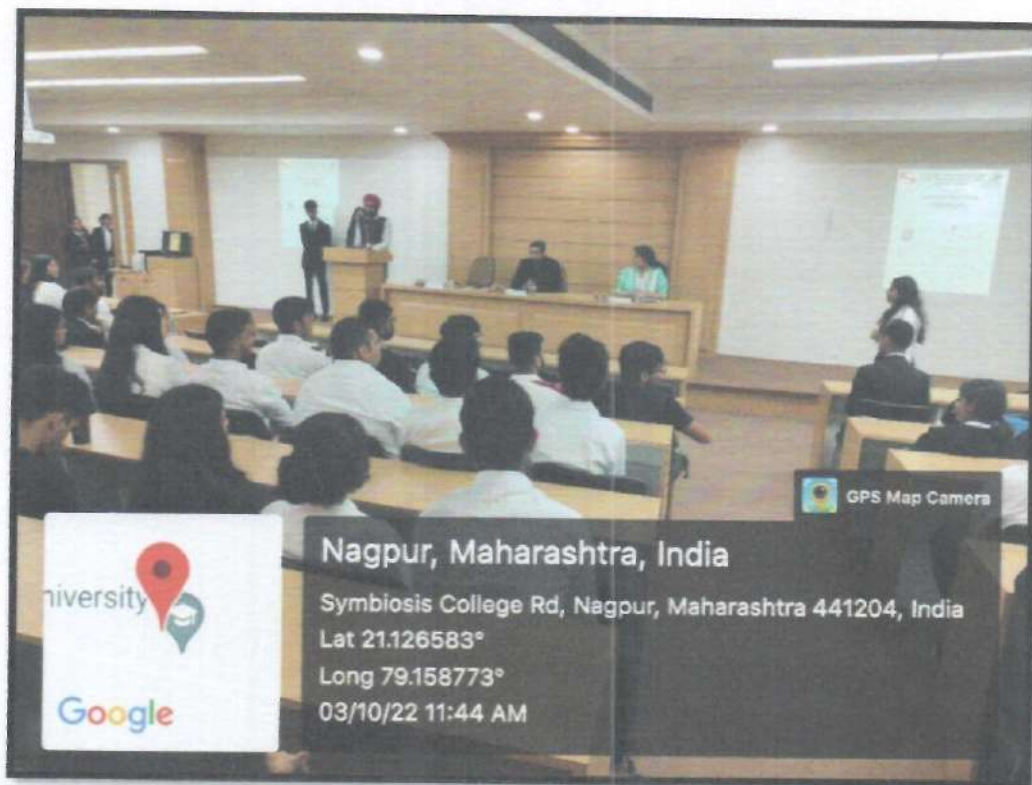 GPS Map Camera
Nagpur, Maharashtra, India
Symbiosis College Rd, Nagpur, Maharashtra 441204, India
Lat 21.126583°
Long 79.158773°
03/10/22 11:44 AM
niversity
Google